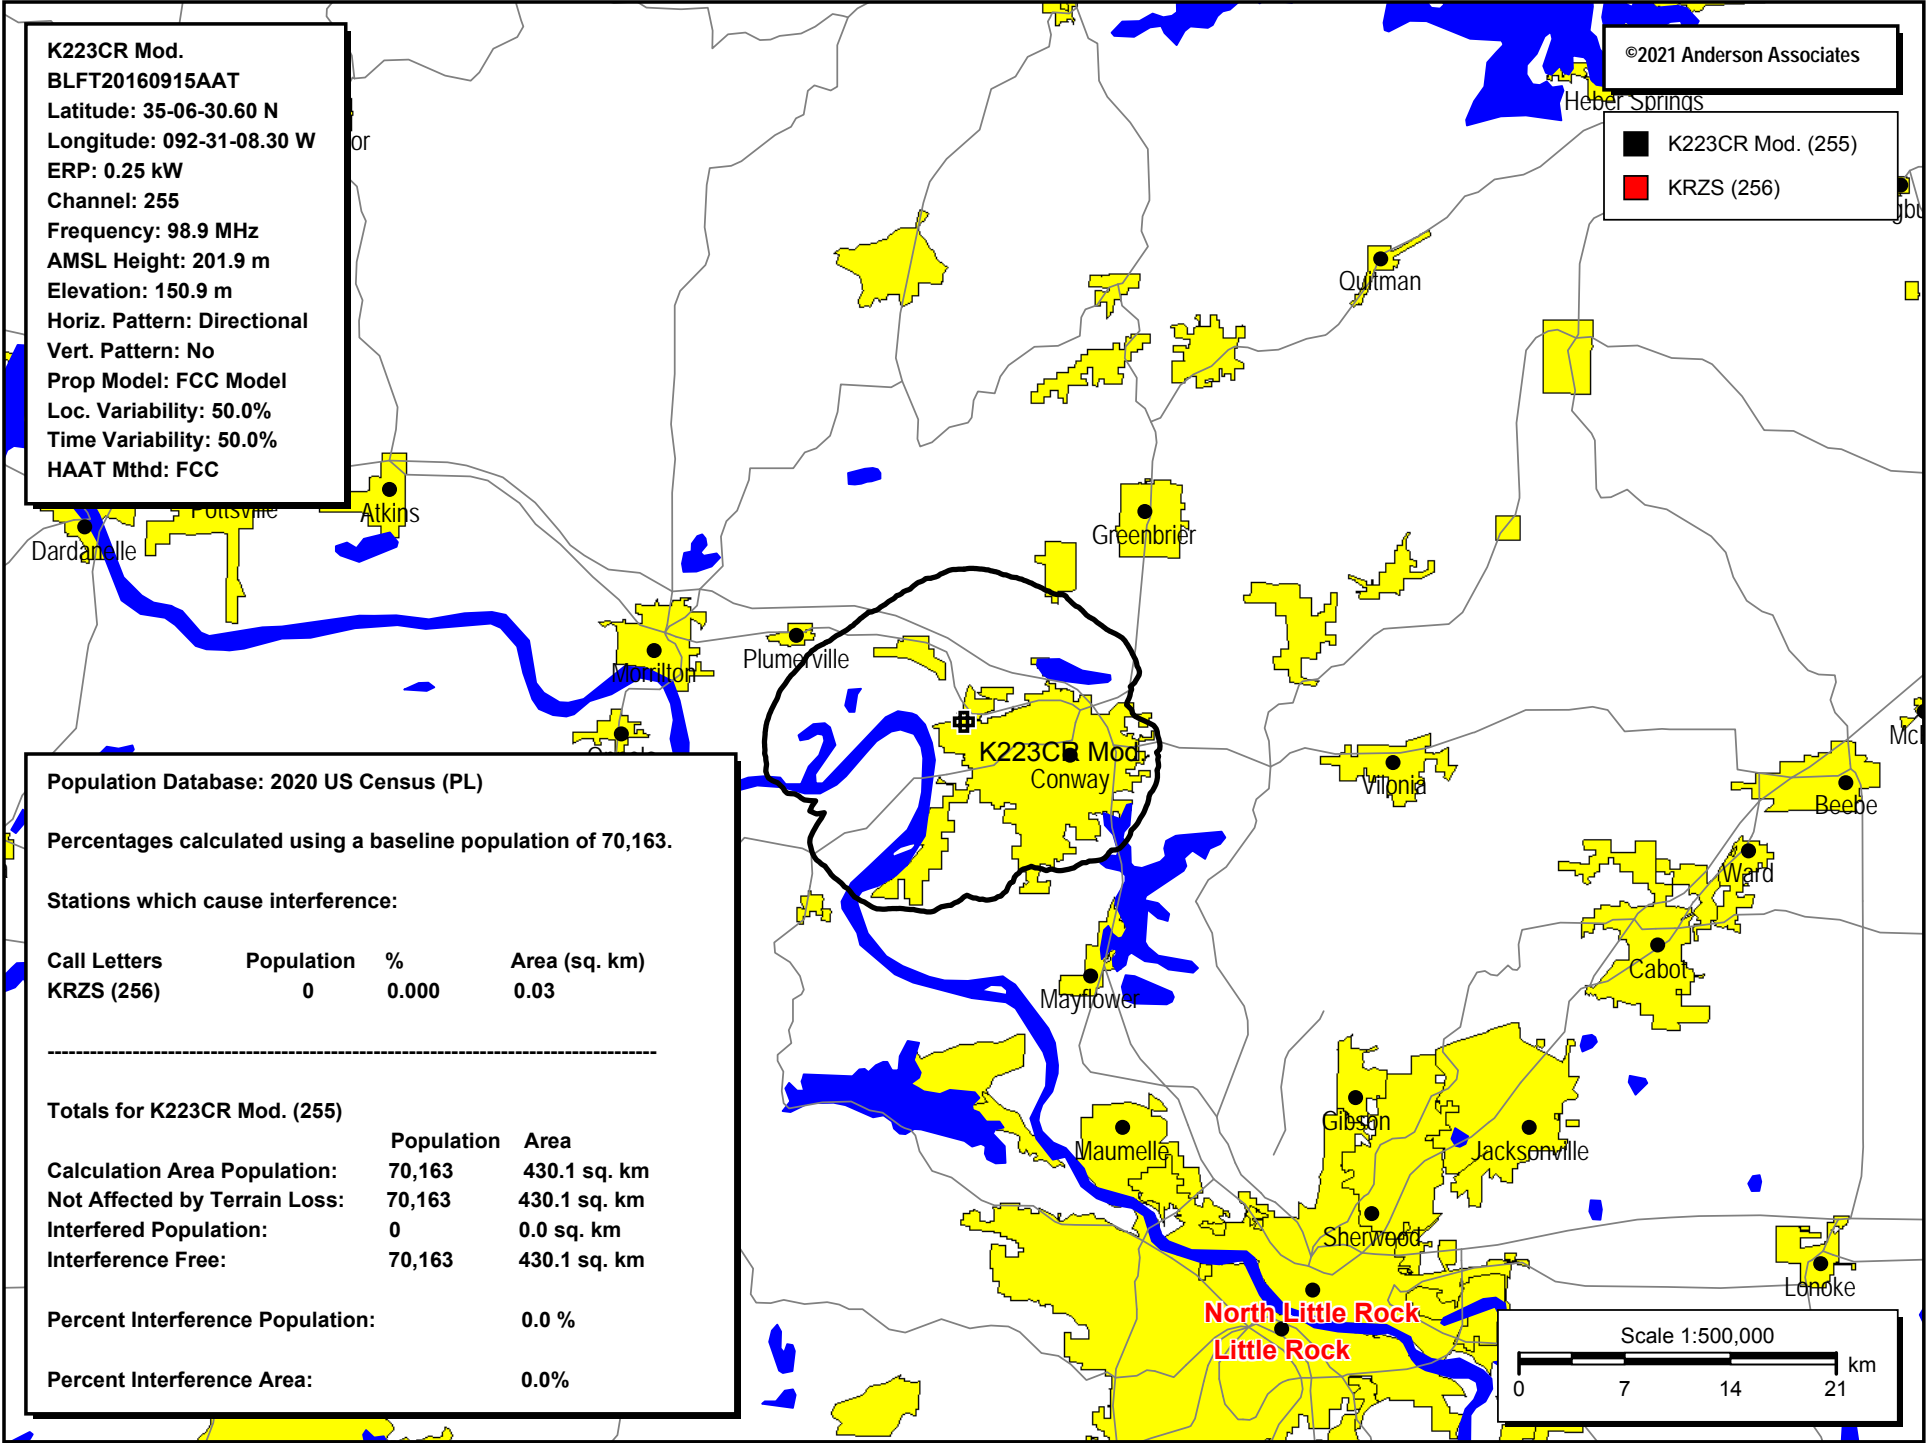 K223CR Mod.
BLFT20160915AAT
Latitude: 35-06-30.60 N
Longitude: 092-31-08.30 W
ERP: 0.25 kW
Channel: 255
Frequency: 98.9 MHz
AMSL Height: 201.9 m
Elevation: 150.9 m
Horiz. Pattern: Directional
Vert. Pattern: No
Prop Model: FCC Model
Loc. Variability: 50.0%
Time Variability: 50.0%
HAAT Mthd: FCC
©2021 Anderson Associates
Heber Springs
K223CR Mod. (255)
KRZS (256)
Quitman
Pottsville
Atkins
Dardanelle
Greenbrier
Plumerville
Morrilton
K223CR Mod.
Conway
Vilonia
Beebe
Ward
Cabot
Mayflower
Gibson
Maumelle
Jacksonville
Sherwood
Lonoke
North Little Rock
Little Rock
Population Database: 2020 US Census (PL)
Percentages calculated using a baseline population of 70,163.
Stations which cause interference:
Call Letters Population % Area (sq. km)
KRZS (256) 0 0.000 0.03
---------------------------------------------------------------------------------------
Totals for K223CR Mod. (255)
Population Area
Calculation Area Population: 70,163 430.1 sq. km
Not Affected by Terrain Loss: 70,163 430.1 sq. km
Interfered Population: 0 0.0 sq. km
Interference Free: 70,163 430.1 sq. km
Percent Interference Population: 0.0 %
Percent Interference Area: 0.0%
Scale 1:500,000
km
0 7 14 21